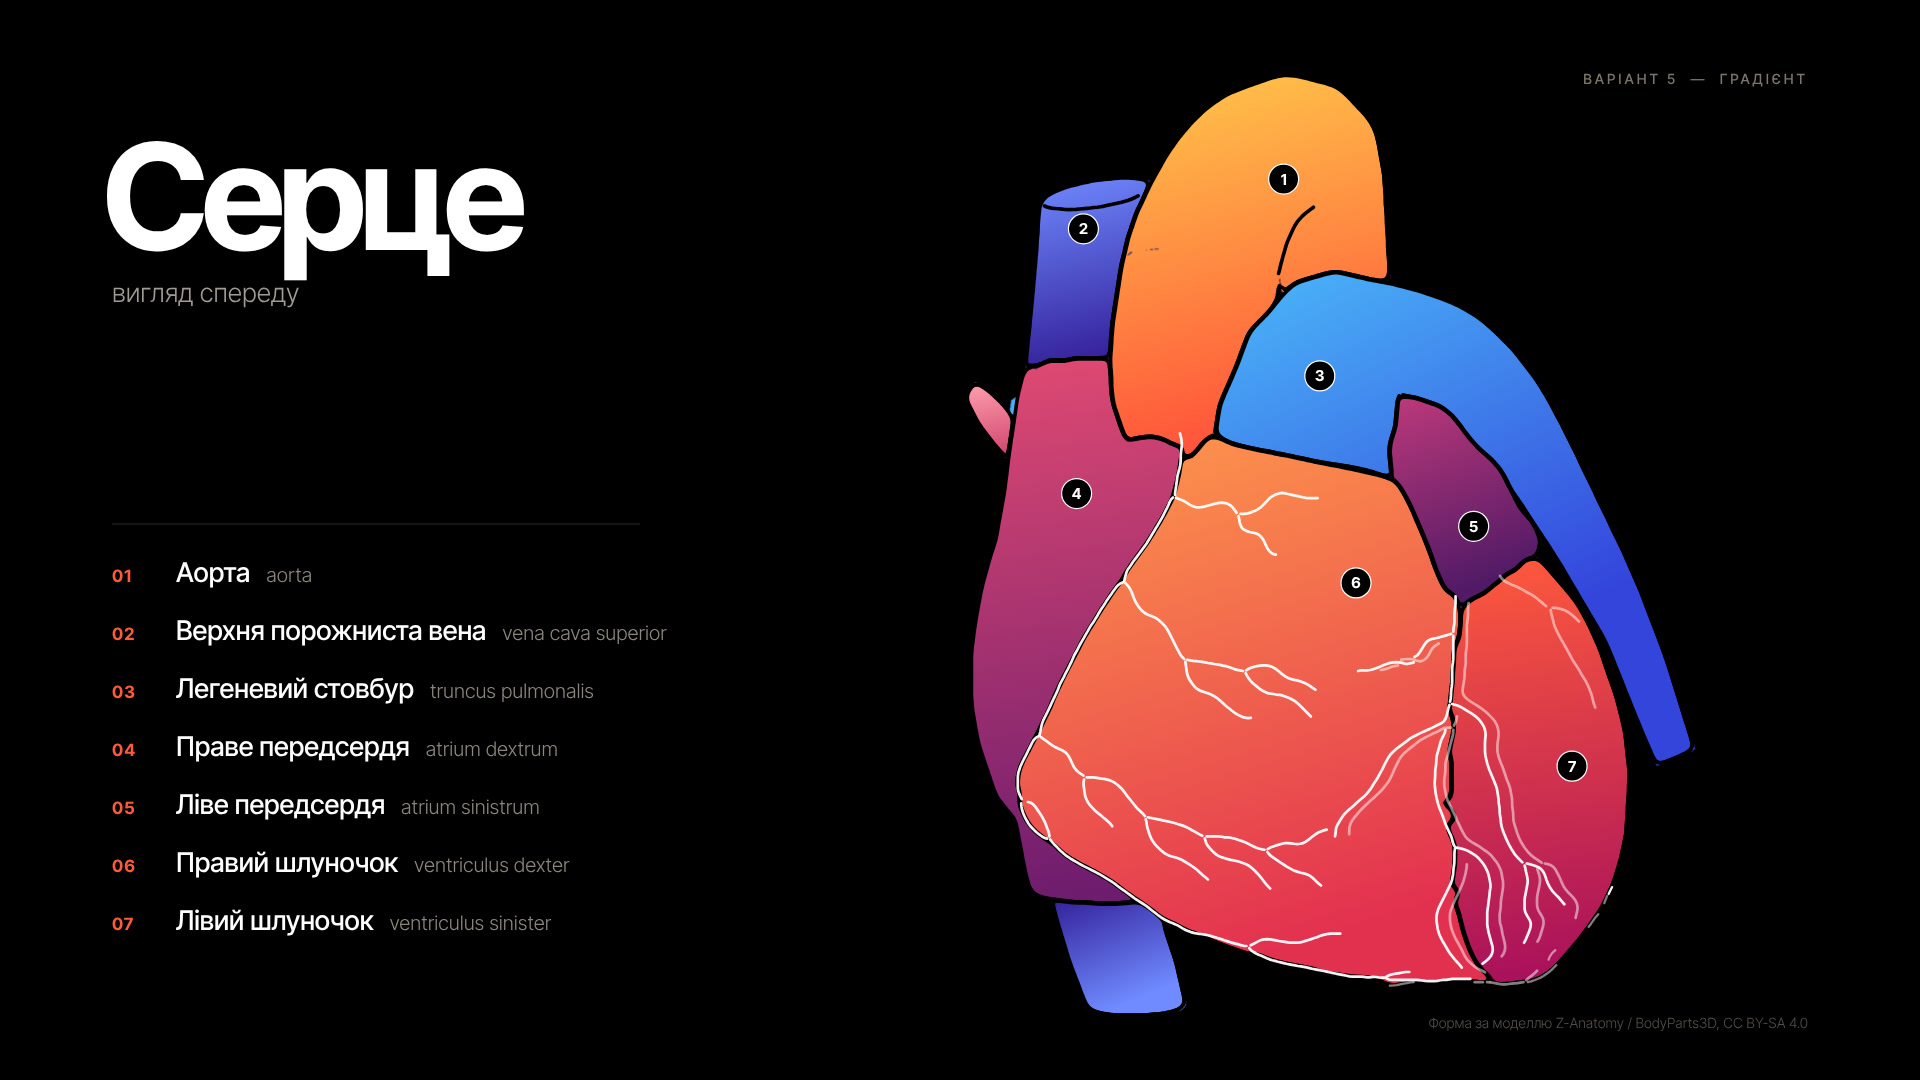 ВАРІАНТ 5 — ГРАДІЄНТ
Серце
вигляд спереду
01 Аорта aorta
02 Верхня порожниста вена vena cava superior
03 Легеневий стовбур truncus pulmonalis
04 Праве передсердя atrium dextrum
05 Ліве передсердя atrium sinistrum
06 Правий шлуночок ventriculus dexter
07 Лівий шлуночок ventriculus sinister
1
2
3
4
5
6
7
Форма за моделлю Z-Anatomy / BodyParts3D, CC BY-SA 4.0